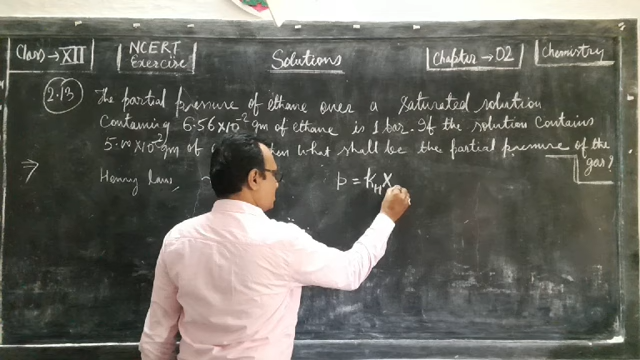 Class → XII
NCERT
Exercise
Solutions
Chapter → 02
Chemistry
2.13
The partial pressure of ethane over a saturated solution
containing 6.56×10⁻² gm of ethane is 1 bar. If the solution contains
5.00×10⁻² gm of then what shall be the partial pressure of the
gas?
⇒ Henry law,
p = K_H X